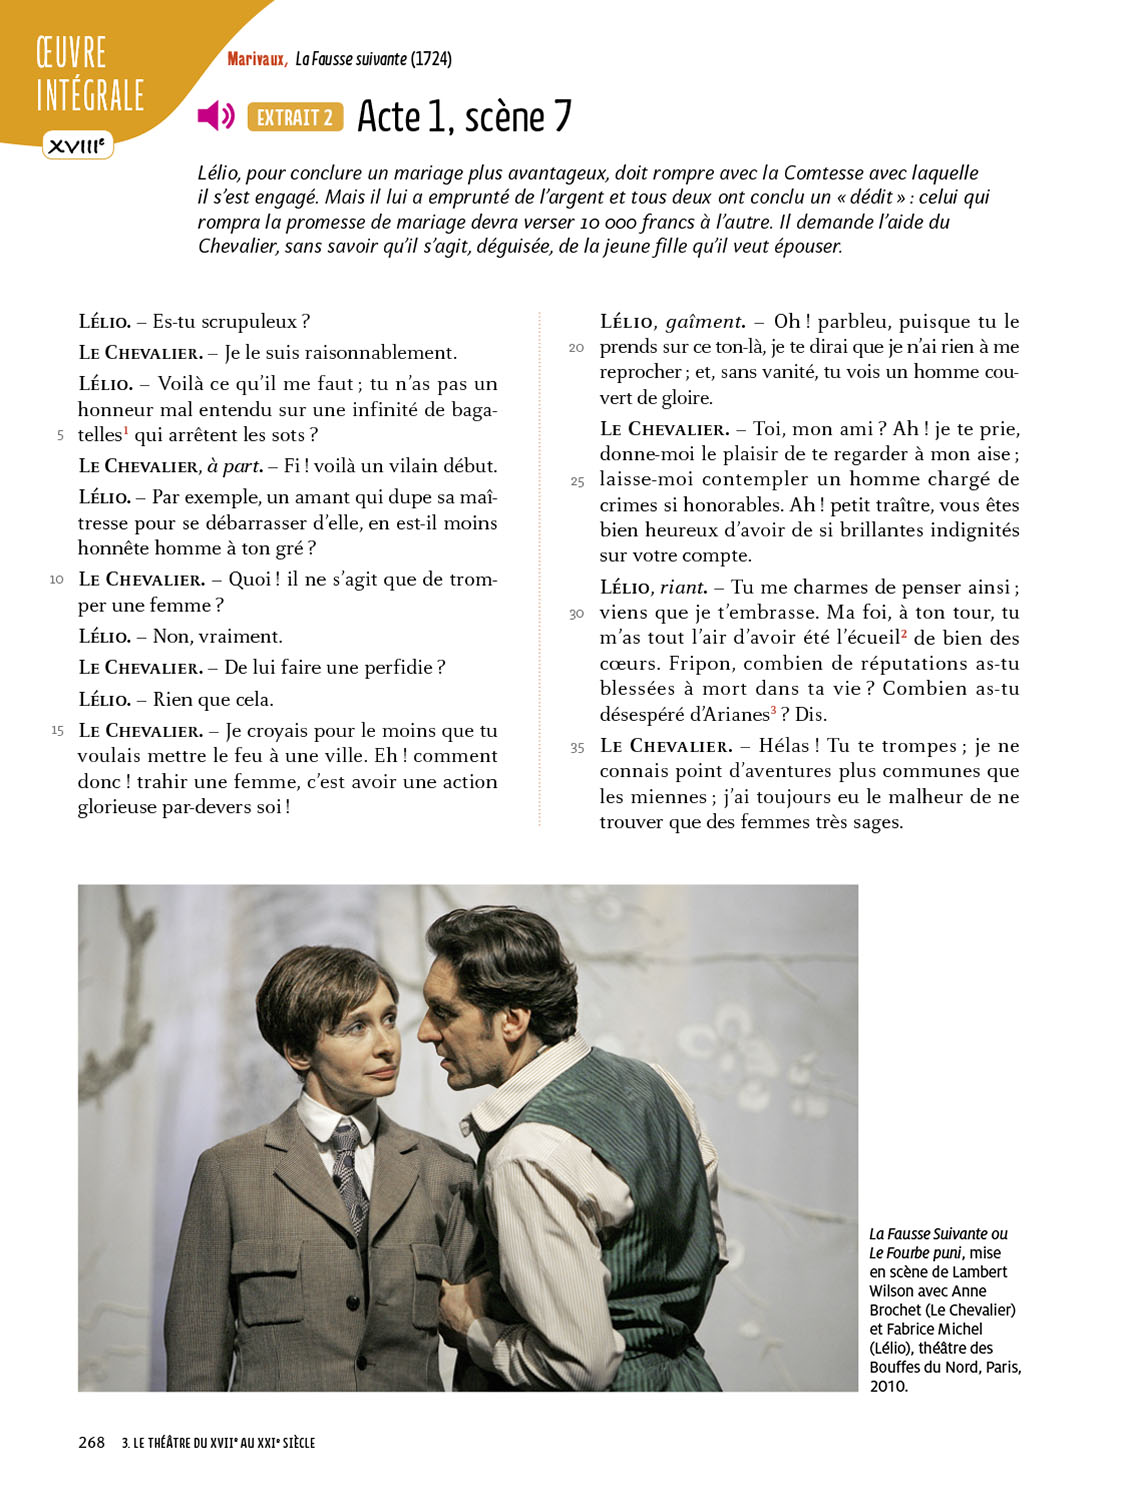 ŒUVRE
INTÉGRALE
XVIIIe
Marivaux, La Fausse suivante (1724)
EXTRAIT 2 Acte 1, scène 7
Lélio, pour conclure un mariage plus avantageux, doit rompre avec la Comtesse avec laquelle
il s’est engagé. Mais il lui a emprunté de l’argent et tous deux ont conclu un « dédit » : celui qui
rompra la promesse de mariage devra verser 10 000 francs à l’autre. Il demande l’aide du
Chevalier, sans savoir qu’il s’agit, déguisée, de la jeune fille qu’il veut épouser.
LÉLIO. – Es-tu scrupuleux ?
LE CHEVALIER. – Je le suis raisonnablement.
LÉLIO. – Voilà ce qu’il me faut ; tu n’as pas un
honneur mal entendu sur une infinité de baga-
5 telles1 qui arrêtent les sots ?
LE CHEVALIER, à part. – Fi ! voilà un vilain début.
LÉLIO. – Par exemple, un amant qui dupe sa maî-
tresse pour se débarrasser d’elle, en est-il moins
honnête homme à ton gré ?
10 LE CHEVALIER. – Quoi ! il ne s’agit que de trom-
per une femme ?
LÉLIO. – Non, vraiment.
LE CHEVALIER. – De lui faire une perfidie ?
LÉLIO. – Rien que cela.
15 LE CHEVALIER. – Je croyais pour le moins que tu
voulais mettre le feu à une ville. Eh ! comment
donc ! trahir une femme, c’est avoir une action
glorieuse par-devers soi !
LÉLIO, gaîment. – Oh ! parbleu, puisque tu le
20 prends sur ce ton-là, je te dirai que je n’ai rien à me
reprocher ; et, sans vanité, tu vois un homme cou-
vert de gloire.
LE CHEVALIER. – Toi, mon ami ? Ah ! je te prie,
donne-moi le plaisir de te regarder à mon aise ;
25 laisse-moi contempler un homme chargé de
crimes si honorables. Ah ! petit traître, vous êtes
bien heureux d’avoir de si brillantes indignités
sur votre compte.
LÉLIO, riant. – Tu me charmes de penser ainsi ;
30 viens que je t’embrasse. Ma foi, à ton tour, tu
m’as tout l’air d’avoir été l’écueil2 de bien des
cœurs. Fripon, combien de réputations as-tu
blessées à mort dans ta vie ? Combien as-tu
désespéré d’Arianes3 ? Dis.
35 LE CHEVALIER. – Hélas ! Tu te trompes ; je ne
connais point d’aventures plus communes que
les miennes ; j’ai toujours eu le malheur de ne
trouver que des femmes très sages.
La Fausse Suivante ou
Le Fourbe puni, mise
en scène de Lambert
Wilson avec Anne
Brochet (Le Chevalier)
et Fabrice Michel
(Lélio), théâtre des
Bouffes du Nord, Paris,
2010.
268 3. LE THÉÂTRE DU XVIIe AU XXIe SIÈCLE